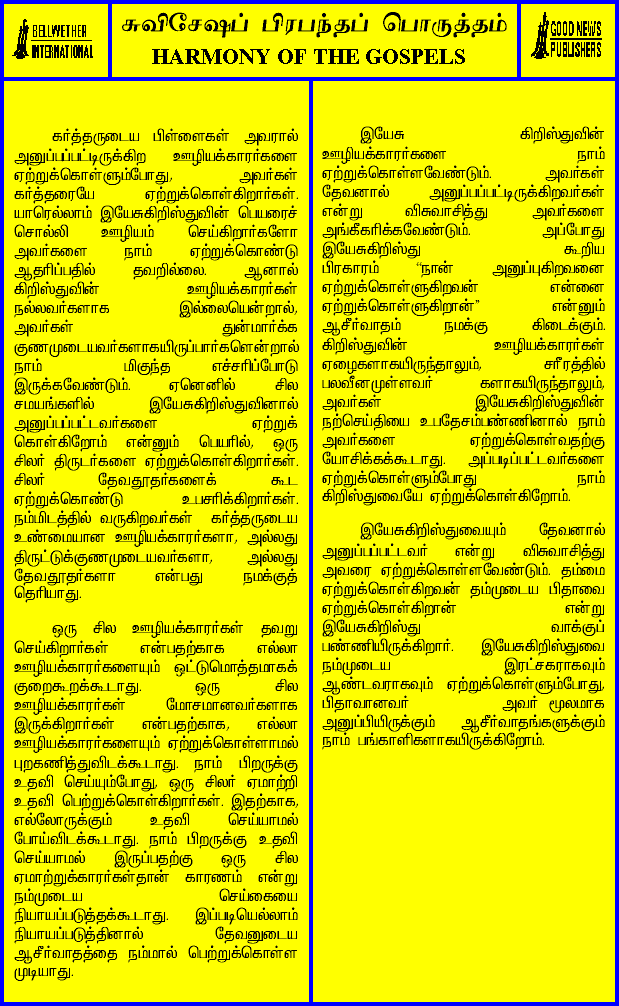 BELLWETHER
INTERNATIONAL
சுவிசேஷப் பிரபந்தப் பொருத்தம்
HARMONY OF THE GOSPELS
GOOD NEWS
PUBLISHERS
கர்த்தருடைய பிள்ளைகள் அவரால்
அனுப்பப்பட்டிருக்கிற ஊழியக்காரர்களை
ஏற்றுக்கொள்ளும்போது, அவர்கள்
கர்த்தரையே ஏற்றுக்கொள்கிறார்கள்.
யாரெல்லாம் இயேசுகிறிஸ்துவின் பெயரைச்
சொல்லி ஊழியம் செய்கிறார்களோ
அவர்களை நாம் ஏற்றுக்கொண்டு
ஆதரிப்பதில் தவறில்லை. ஆனால்
கிறிஸ்துவின் ஊழியக்காரர்கள்
நல்லவர்களாக இல்லையென்றால்,
அவர்கள் துன்மார்க்க
குணமுடையவர்களாகயிருப்பார்களென்றால்
நாம் மிகுந்த எச்சரிப்போடு
இருக்கவேண்டும். ஏனெனில் சில
சமயங்களில் இயேசுகிறிஸ்துவினால்
அனுப்பப்பட்டவர்களை ஏற்றுக்
கொள்கிறோம் என்னும் பெயரில், ஒரு
சிலர் திருடர்களை ஏற்றுக்கொள்கிறார்கள்.
சிலர் தேவதூதர்களைக் கூட
ஏற்றுக்கொண்டு உபசரிக்கிறார்கள்.
நம்மிடத்தில் வருகிறவர்கள் கர்த்தருடைய
உண்மையான ஊழியக்காரர்களா, அல்லது
திருட்டுக்குணமுடையவர்களா, அல்லது
தேவதூதர்களா என்பது நமக்குத்
தெரியாது.
ஒரு சில ஊழியக்காரர்கள் தவறு
செய்கிறார்கள் என்பதற்காக எல்லா
ஊழியக்காரர்களையும் ஒட்டுமொத்தமாகக்
குறைகூறக்கூடாது. ஒரு சில
ஊழியக்காரர்கள் மோசமானவர்களாக
இருக்கிறார்கள் என்பதற்காக, எல்லா
ஊழியக்காரர்களையும் ஏற்றுக்கொள்ளாமல்
புறகணித்துவிடக்கூடாது. நாம் பிறருக்கு
உதவி செய்யும்போது, ஒரு சிலர் ஏமாற்றி
உதவி பெற்றுக்கொள்கிறார்கள். இதற்காக,
எல்லோருக்கும் உதவி செய்யாமல்
போய்விடக்கூடாது. நாம் பிறருக்கு உதவி
செய்யாமல் இருப்பதற்கு ஒரு சில
ஏமாற்றுக்காரர்கள்தான் காரணம் என்று
நம்முடைய செய்கையை
நியாயப்படுத்தக்கூடாது. இப்படியெல்லாம்
நியாயப்படுத்தினால் தேவனுடைய
ஆசீர்வாதத்தை நம்மால் பெற்றுக்கொள்ள
முடியாது.
இயேசு கிறிஸ்துவின்
ஊழியக்காரர்களை நாம்
ஏற்றுக்கொள்ளவேண்டும். அவர்கள்
தேவனால் அனுப்பப்பட்டிருக்கிறவர்கள்
என்று விசுவாசித்து அவர்களை
அங்கீகரிக்கவேண்டும். அப்போது
இயேசுகிறிஸ்து கூறிய
பிரகாரம் “நான் அனுப்புகிறவனை
ஏற்றுக்கொள்ளுகிறவன் என்னை
ஏற்றுக்கொள்ளுகிறான்” என்னும்
ஆசீர்வாதம் நமக்கு கிடைக்கும்.
கிறிஸ்துவின் ஊழியக்காரர்கள்
ஏழைகளாகயிருந்தாலும், சரீரத்தில்
பலவீனமுள்ளவர் களாகயிருந்தாலும்,
அவர்கள் இயேசுகிறிஸ்துவின்
நற்செய்தியை உபதேசம்பண்ணினால் நாம்
அவர்களை ஏற்றுக்கொள்வதற்கு
யோசிக்கக்கூடாது. அப்படிப்பட்டவர்களை
ஏற்றுக்கொள்ளும்போது நாம்
கிறிஸ்துவையே ஏற்றுக்கொள்கிறோம்.
இயேசுகிறிஸ்துவையும் தேவனால்
அனுப்பப்பட்டவர் என்று விசுவாசித்து
அவரை ஏற்றுக்கொள்ளவேண்டும். தம்மை
ஏற்றுக்கொள்கிறவன் தம்முடைய பிதாவை
ஏற்றுக்கொள்கிறான் என்று
இயேசுகிறிஸ்து வாக்குப்
பண்ணியிருக்கிறார். இயேசுகிறிஸ்துவை
நம்முடைய இரட்சகராகவும்
ஆண்டவராகவும் ஏற்றுக்கொள்ளும்போது,
பிதாவானவர் அவர் மூலமாக
அனுப்பியிருக்கும் ஆசீர்வாதங்களுக்கும்
நாம் பங்காளிகளாகயிருக்கிறோம்.